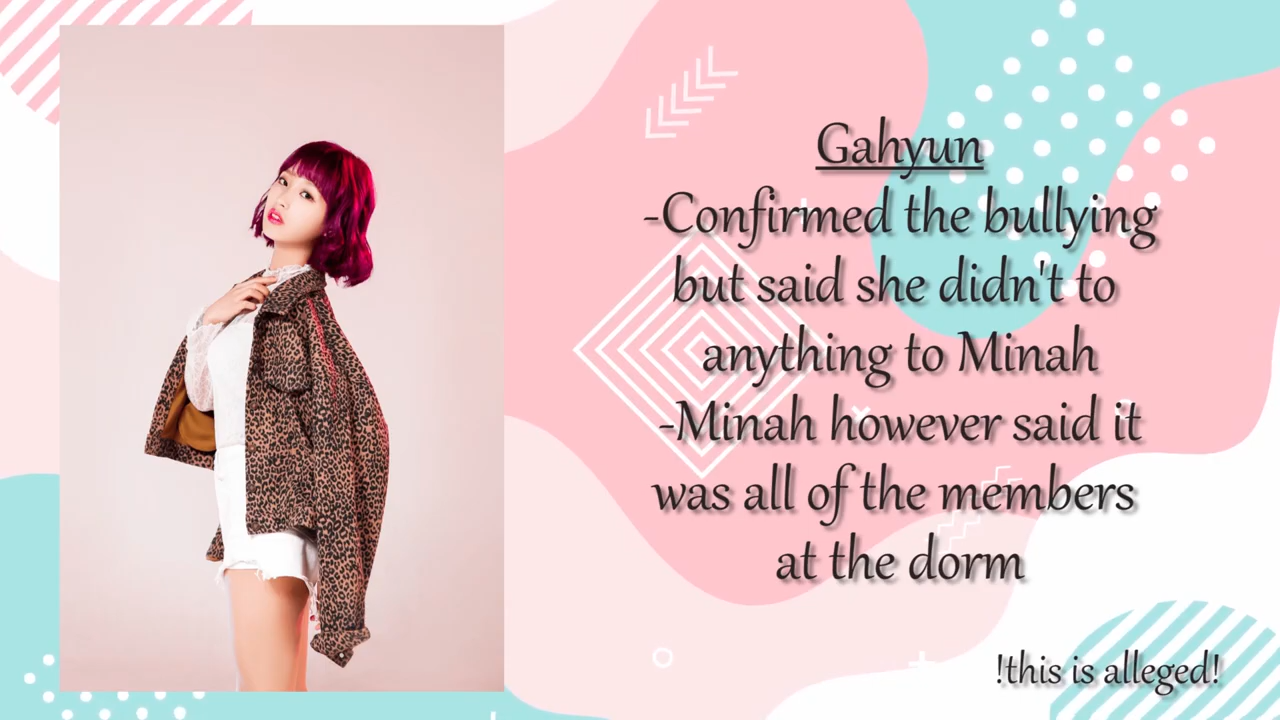 Gahyun
-Confirmed the bullying
but said she didn't to
anything to Minah
-Minah however said it
was all of the members
at the dorm
!this is alleged!